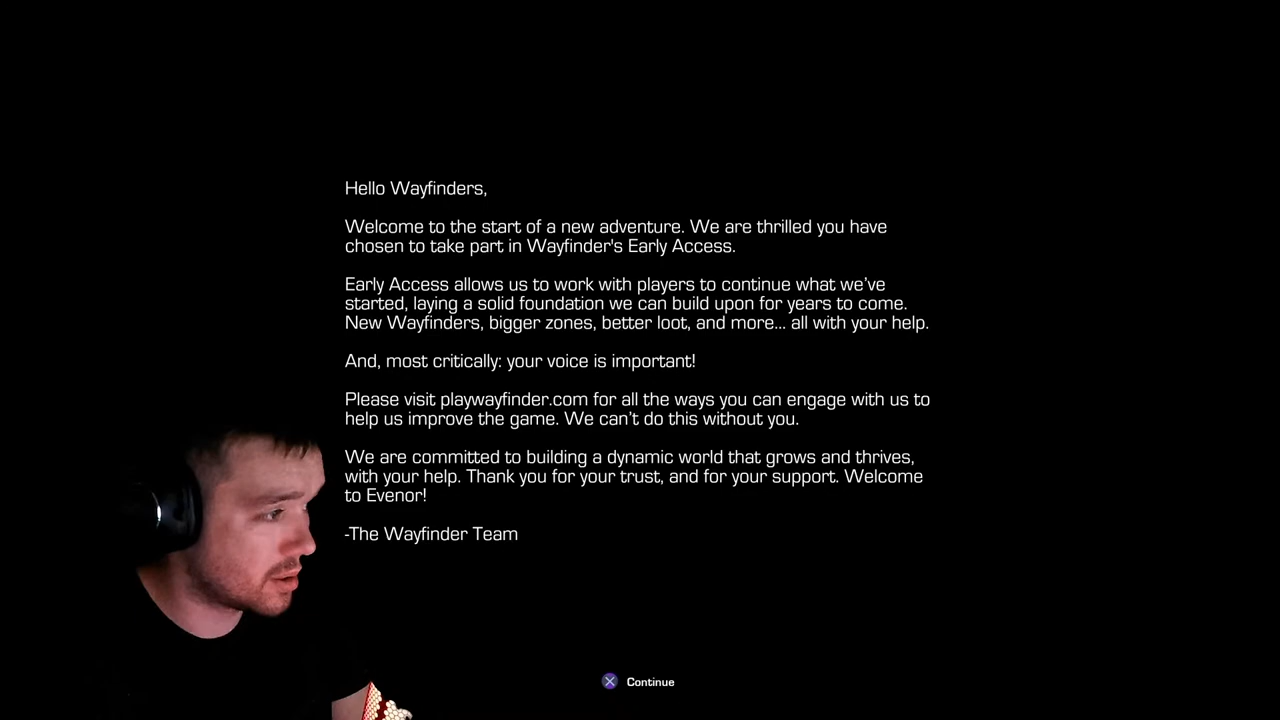 Hello Wayfinders,
Welcome to the start of a new adventure. We are thrilled you have
chosen to take part in Wayfinder's Early Access.
Early Access allows us to work with players to continue what we've
started, laying a solid foundation we can build upon for years to come.
New Wayfinders, bigger zones, better loot, and more... all with your help.
And, most critically: your voice is important!
Please visit playwayfinder.com for all the ways you can engage with us to
help us improve the game. We can't do this without you.
We are committed to building a dynamic world that grows and thrives,
with your help. Thank you for your trust, and for your support. Welcome
to Evenor!
-The Wayfinder Team
Continue